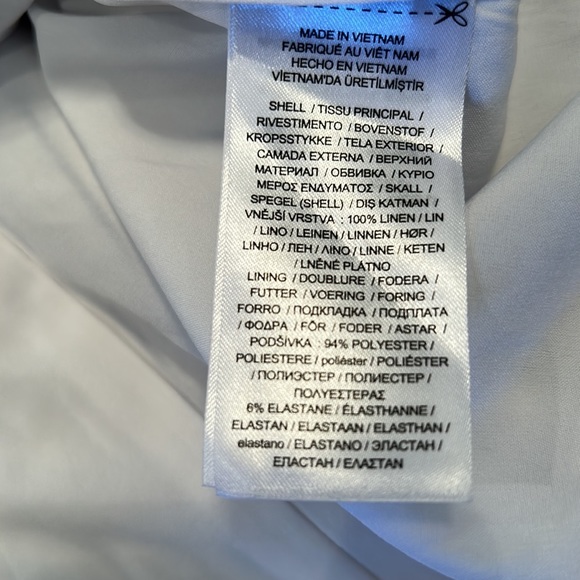 MADE IN VIETNAM
FABRIQUÉ AU VIÊT NAM
HECHO EN VIETNAM
VİETNAM'DA ÜRETİLMİŞTİR
SHELL / TISSU PRINCIPAL /
RIVESTIMENTO / BOVENSTOF /
KROPSSTYKKE / TELA EXTERIOR /
CAMADA EXTERNA / ВЕРХНИЙ
МАТЕРИАЛ / ОБВИВКА / ΚΥΡΙΟ
ΜΕΡΟΣ ΕΝΔΥΜΑΤΟΣ / SKALL /
SPEGEL (SHELL) / DIŞ KATMAN /
VNĚJŠÍ VRSTVA : 100% LINEN / LIN
/ LINO / LEINEN / LINNEN / HØR /
LINHO / ЛЕН / ΛΙΝΟ / LINNE / KETEN
/ LNĚNÉ PLÁTNO
LINING / DOUBLURE / FODERA /
FUTTER / VOERING / FORING /
FORRO / ПОДКЛАДКА / ПОДПЛАТА
/ ΦΟΔΡΑ / FÔR / FODER / ASTAR /
PODŠÍVKA : 94% POLYESTER /
POLIESTERE / poliéster / POLIÉSTER
/ ПОЛИЭСТЕР / ПОЛИЕСТЕР /
ΠΟΛΥΕΣΤΕΡΑΣ
6% ELASTANE / ÉLASTHANNE /
ELASTAN / ELASTAAN / ELASTHAN /
elastano / ELASTANO / ЭЛАСТАН /
ЕЛАСТАН / ΕΛΑΣΤΑΝ